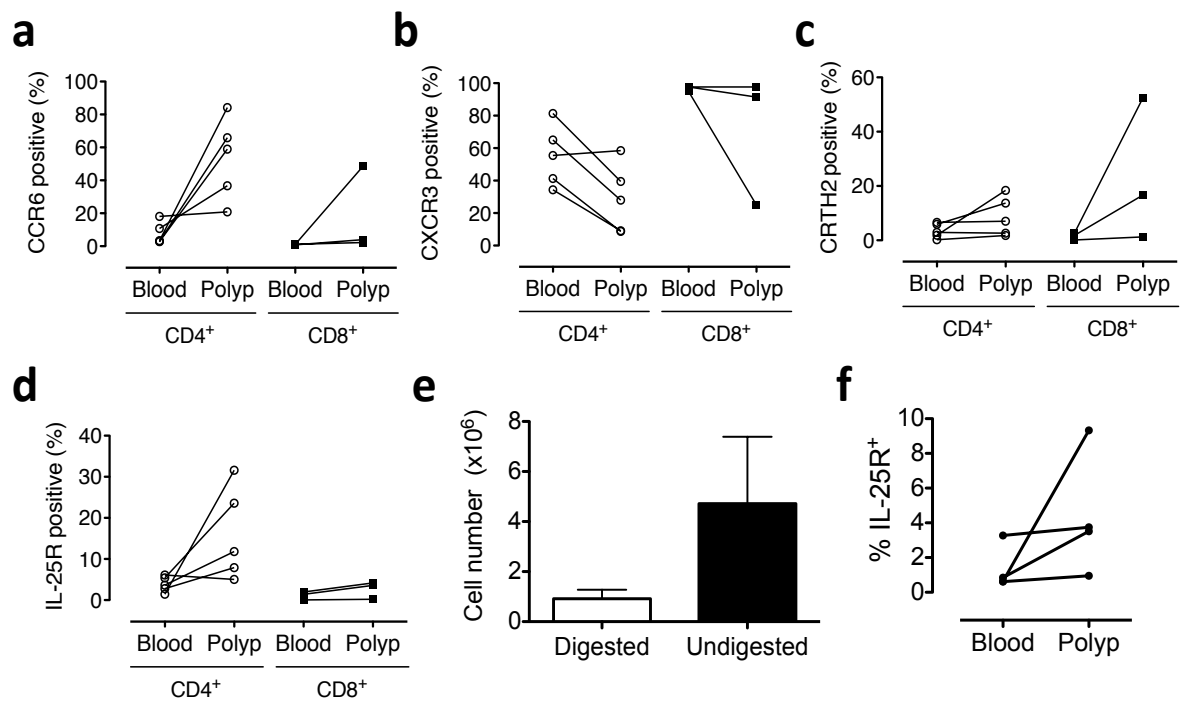 a
CCR6 positive (%)
100
80
60
40
20
0
Blood Polyp Blood Polyp
CD4+ CD8+
b
CXCR3 positive (%)
100
80
60
40
20
0
Blood Polyp Blood Polyp
CD4+ CD8+
c
CRTH2 positive (%)
60
40
20
0
Blood Polyp Blood Polyp
CD4+ CD8+
d
IL-25R positive (%)
40
30
20
10
0
Blood Polyp Blood Polyp
CD4+ CD8+
e
Cell number (x10⁶)
8
6
4
2
0
Digested Undigested
f
% IL-25R+
10
8
6
4
2
0
Blood Polyp